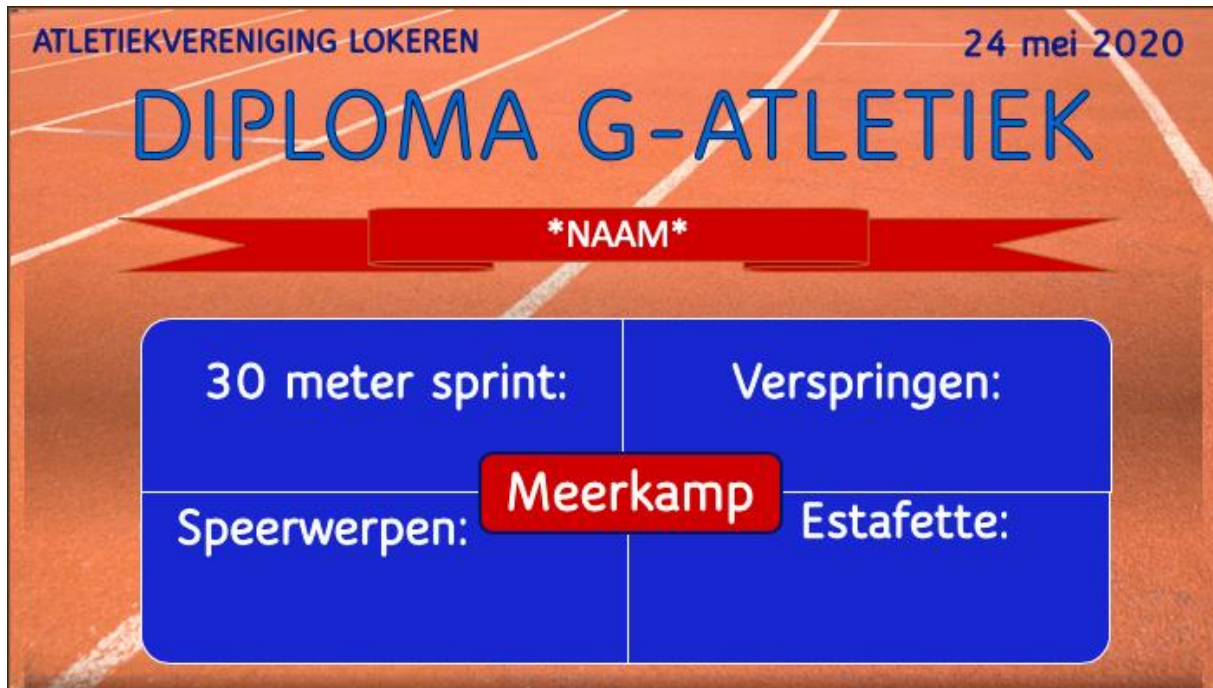 ATLETIEKVERENIGING LOKEREN
24 mei 2020
DIPLOMA G-ATLETIEK
*NAAM*
30 meter sprint:
Verspringen:
Meerkamp
Speerwerpen:
Estafette: